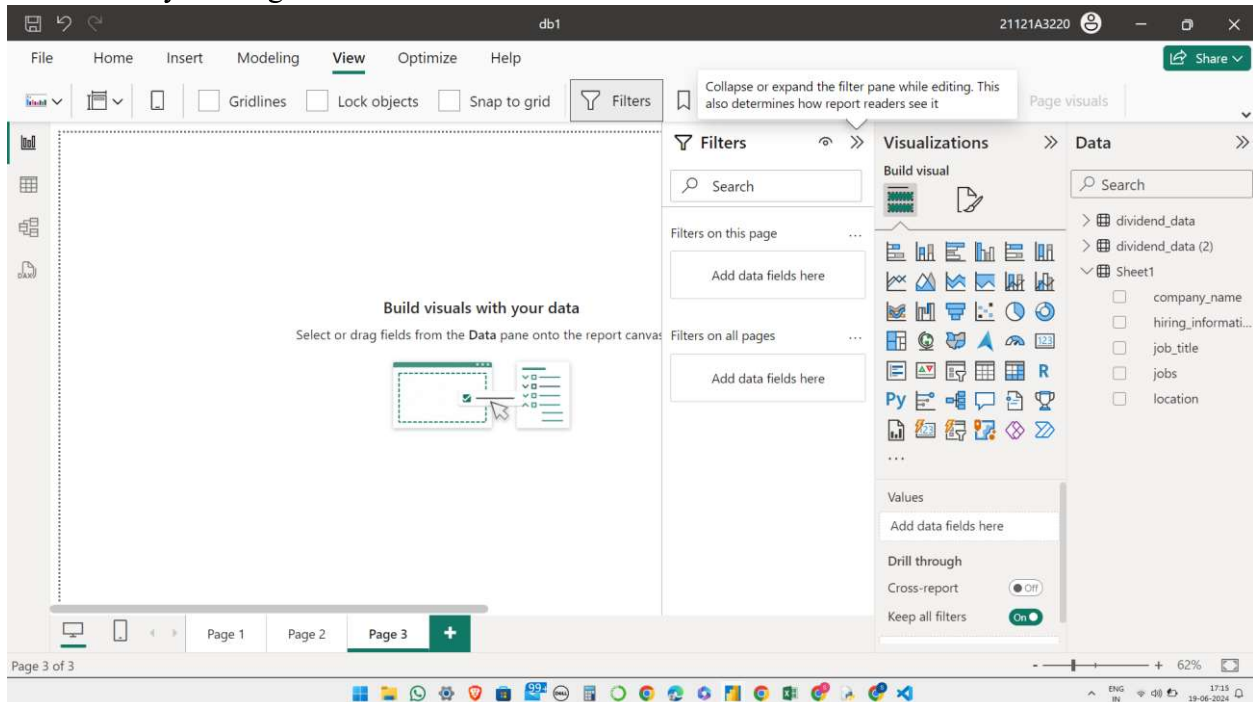 db1
21121A3220
File Home Insert Modeling View Optimize Help
Share
Gridlines Lock objects Snap to grid Filters
Collapse or expand the filter pane while editing. This
also determines how report readers see it
Page visuals
Filters
Search
Filters on this page ...
Add data fields here
Filters on all pages ...
Add data fields here
Build visuals with your data
Select or drag fields from the Data pane onto the report canvas
Visualizations
Build visual
123
R
Py
123
...
Values
Add data fields here
Drill through
Cross-report Off
Keep all filters On
Data
Search
dividend_data
dividend_data (2)
Sheet1
company_name
hiring_informati...
job_title
jobs
location
DAX
Page 1 Page 2 Page 3 +
Page 3 of 3
- + 62%
99+
ENG
IN
17:15
19-06-2024